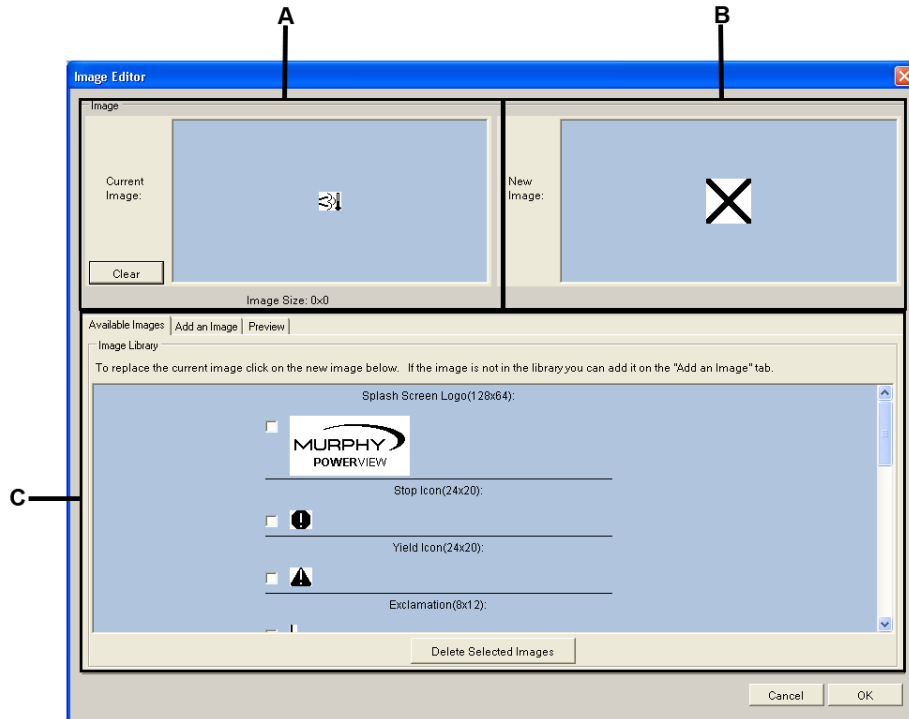 A
B
Image Editor
Image
Current Image:
New Image:
Clear
Image Size: 0x0
Available Images
Add an Image
Preview
Image Library
To replace the current image click on the new image below. If the image is not in the library you can add it on the "Add an Image" tab.
Splash Screen Logo(128x64):
MURPHY
POWERVIEW
C
Stop Icon(24x20):
Yield Icon(24x20):
Exclamation(8x12):
Delete Selected Images
Cancel
OK